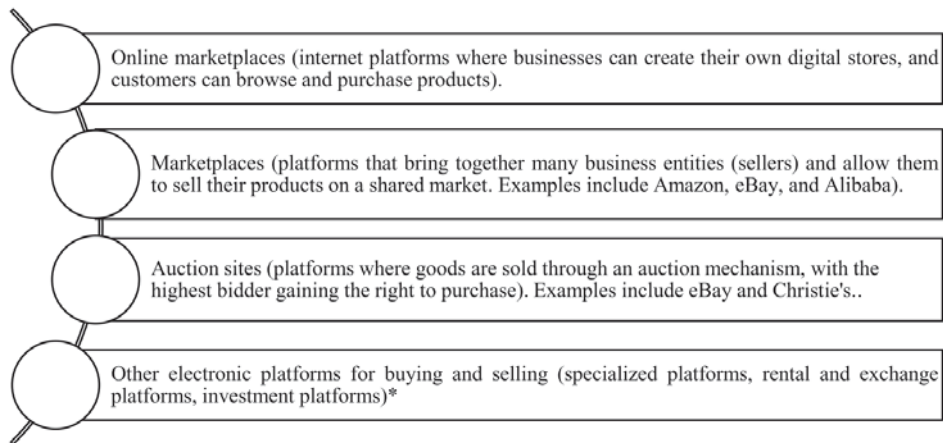 Online marketplaces (internet platforms where businesses can create their own digital stores, and
customers can browse and purchase products).
Marketplaces (platforms that bring together many business entities (sellers) and allow them
to sell their products on a shared market. Examples include Amazon, eBay, and Alibaba).
Auction sites (platforms where goods are sold through an auction mechanism, with the
highest bidder gaining the right to purchase). Examples include eBay and Christie's..
Other electronic platforms for buying and selling (specialized platforms, rental and exchange
platforms, investment platforms)*